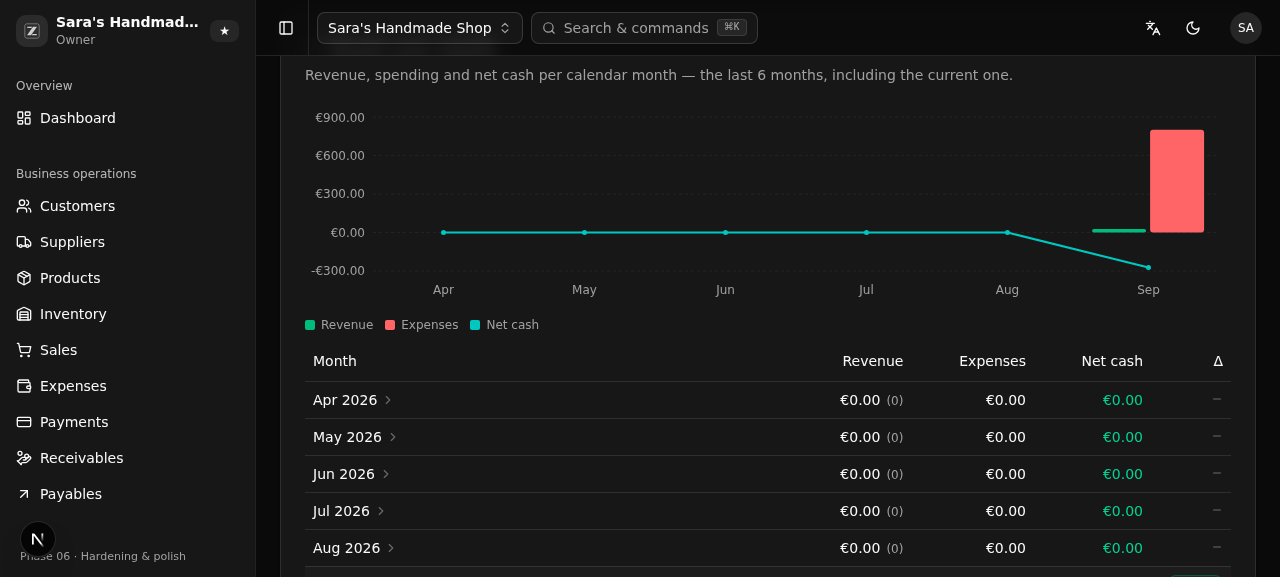 Sara's Handmad...
Owner
★
Sara's Handmade Shop
Search & commands
⌘K
SA
Overview
Dashboard
Business operations
Customers
Suppliers
Products
Inventory
Sales
Expenses
Payments
Receivables
Payables
N
Phase 06 · Hardening & polish
Revenue, spending and net cash per calendar month — the last 6 months, including the current one.
€900.00
€600.00
€300.00
€0.00
-€300.00
Apr May Jun Jul Aug Sep
Revenue Expenses Net cash
Month Revenue Expenses Net cash Δ
Apr 2026 €0.00 (0) €0.00 €0.00 —
May 2026 €0.00 (0) €0.00 €0.00 —
Jun 2026 €0.00 (0) €0.00 €0.00 —
Jul 2026 €0.00 (0) €0.00 €0.00 —
Aug 2026 €0.00 (0) €0.00 €0.00 —